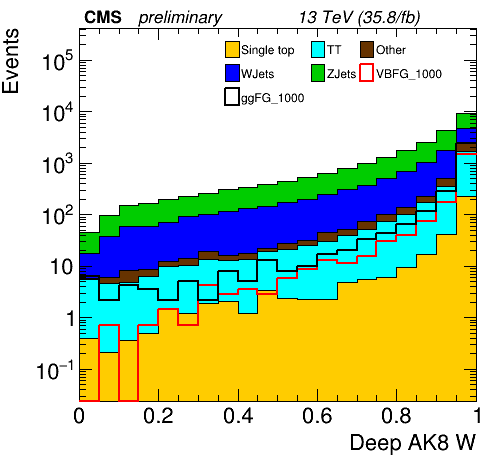 CMS preliminary 13 TeV (35.8/fb)
Events
Single top TT Other
WJets ZJets VBFG_1000
ggFG_1000
10^5
10^4
10^3
10^2
10
1
10^−1
0 0.2 0.4 0.6 0.8 1
Deep AK8 W